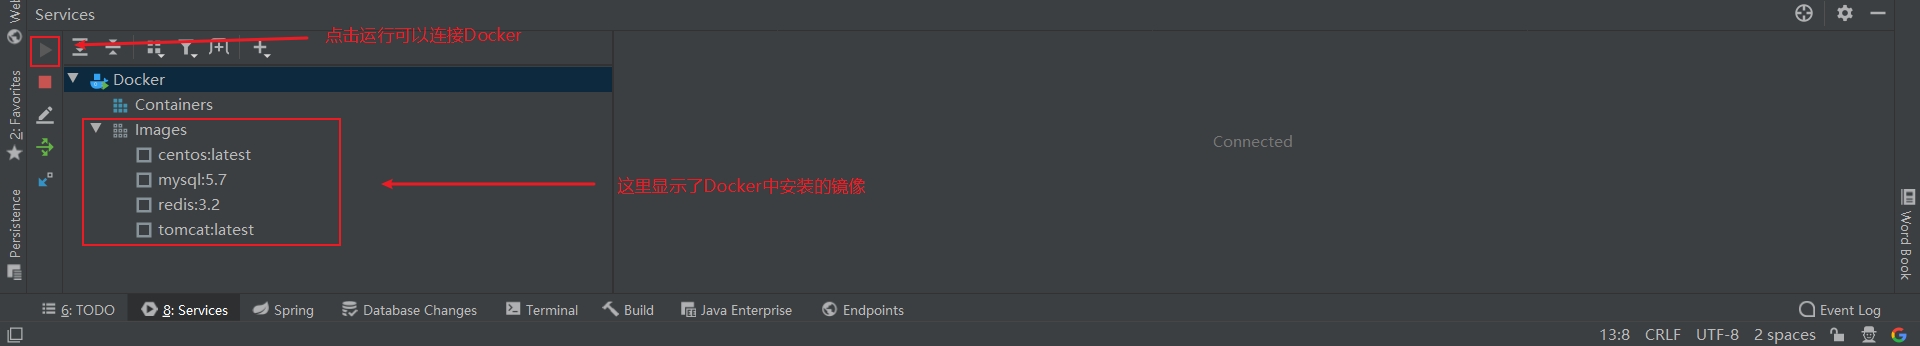 Web
Services
点击运行可以连接Docker
Docker
Containers
Images
centos:latest
mysql:5.7
redis:3.2
tomcat:latest
Connected
这里显示了Docker中安装的镜像
2: Favorites
Persistence
Word Book
6: TODO
8: Services
Spring
Database Changes
Terminal
Build
Java Enterprise
Endpoints
Event Log
13:8 CRLF UTF-8 2 spaces